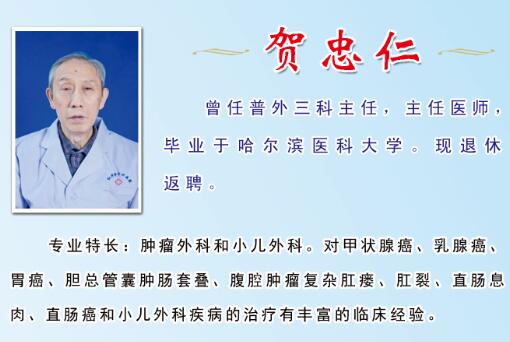 贺忠仁
曾任普外三科主任，主任医师，
毕业于哈尔滨医科大学。现退休
返聘。
专业特长：肿瘤外科和小儿外科。对甲状腺癌、乳腺癌、
胃癌、胆总管囊肿肠套叠、腹腔肿瘤复杂肛瘘、肛裂、直肠息
肉、直肠癌和小儿外科疾病的治疗有丰富的临床经验。